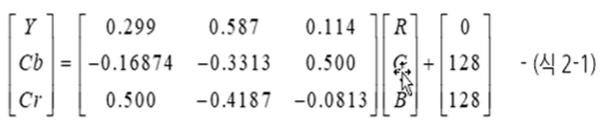 Y 0.299 0.587 0.114 R 0
Cb = -0.16874 -0.3313 0.500 G + 128 - (식 2-1)
Cr 0.500 -0.4187 -0.0813 B 128